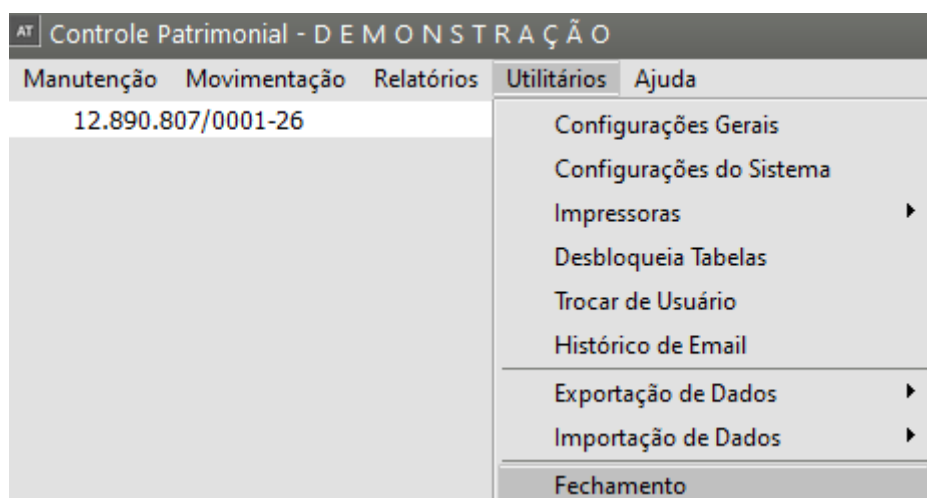 AT Controle Patrimonial - D E M O N S T R A Ç Ã O
Manutenção Movimentação Relatórios Utilitários Ajuda
12.890.807/0001-26
Configurações Gerais
Configurações do Sistema
Impressoras
Desbloqueia Tabelas
Trocar de Usuário
Histórico de Email
Exportação de Dados
Importação de Dados
Fechamento